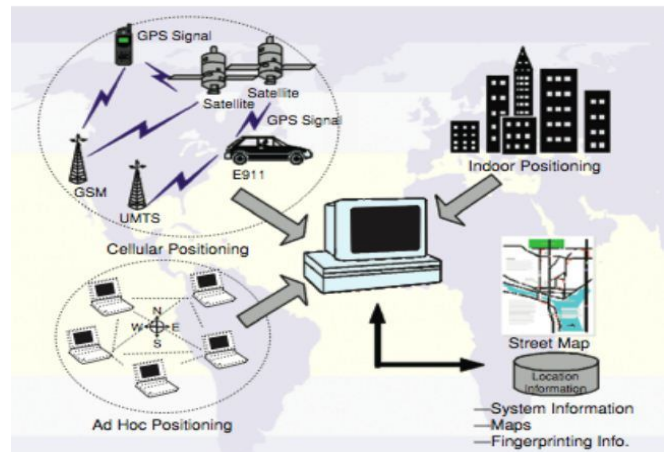 GPS Signal
Satellite
Satellite
GPS Signal
GSM
UMTS
E911
Cellular Positioning
Indoor Positioning
N
W E
S
Ad Hoc Positioning
Street Map
Location
Information
—System Information
—Maps
—Fingerprinting Info.